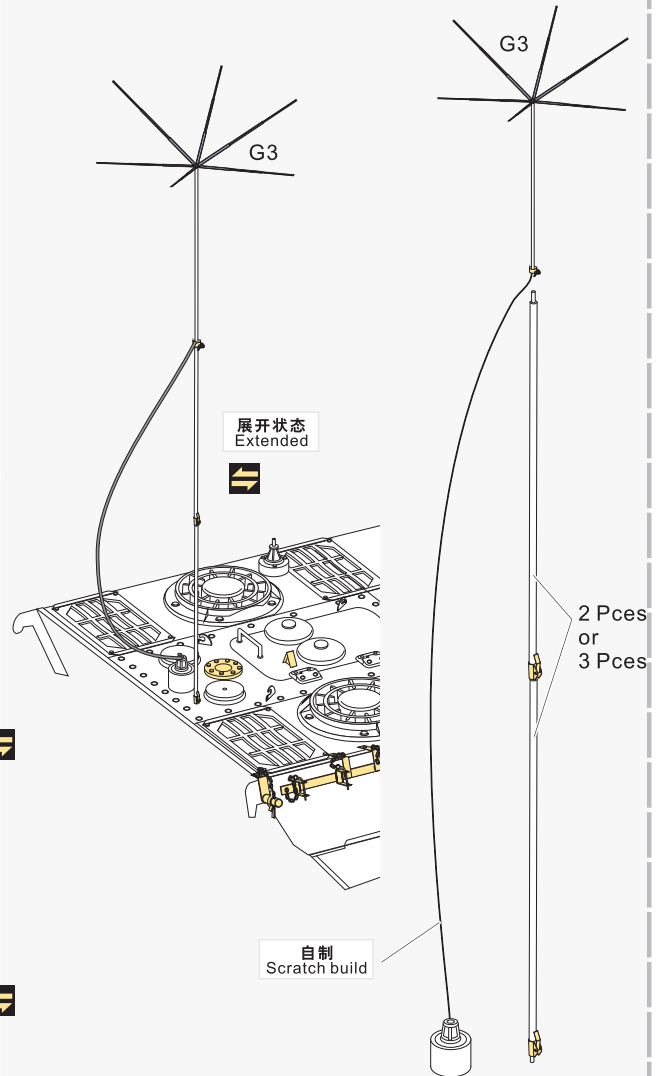 G3
G3
展开状态
Extended
2 Pces
or
3 Pces
自制
Scratch build